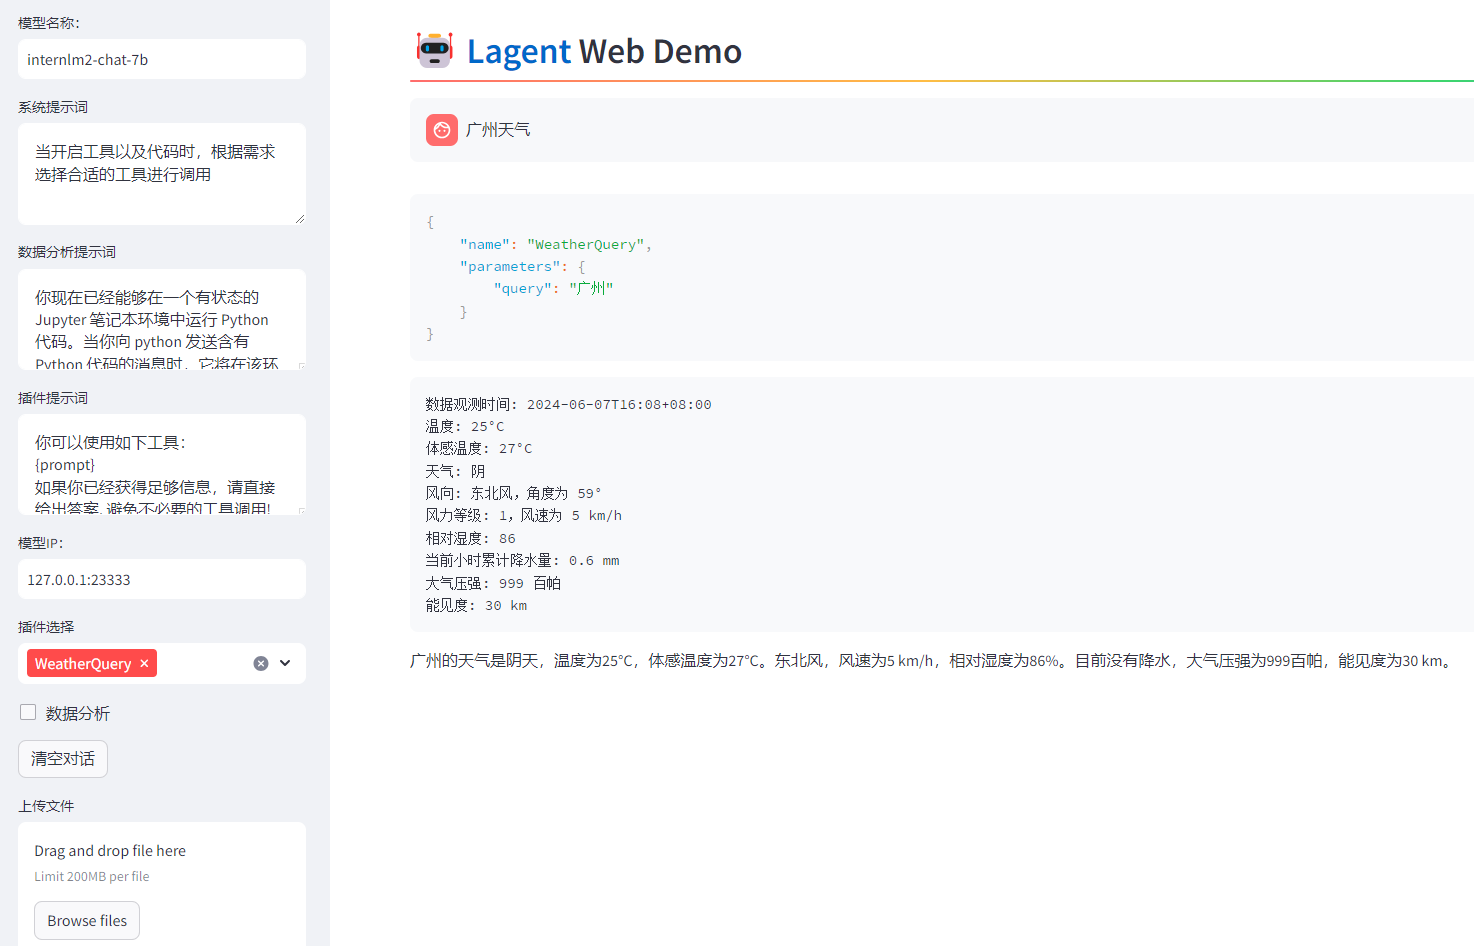 模型名称：
internlm2-chat-7b
系统提示词
当开启工具以及代码时，根据需求
选择合适的工具进行调用
数据分析提示词
你现在已经能够在一个有状态的
Jupyter 笔记本环境中运行 Python
代码。当你向 python 发送含有
Python 代码的消息时，它将在该环
插件提示词
你可以使用如下工具：
{prompt}
如果你已经获得足够信息，请直接
给出答案. 避免不必要的工具调用!
模型IP：
127.0.0.1:23333
插件选择
WeatherQuery ×
数据分析
清空对话
上传文件
Drag and drop file here
Limit 200MB per file
Browse files
Lagent Web Demo
广州天气
{
    "name": "WeatherQuery",
    "parameters": {
        "query": "广州"
    }
}
数据观测时间: 2024-06-07T16:08+08:00
温度: 25°C
体感温度: 27°C
天气: 阴
风向: 东北风，角度为 59°
风力等级: 1，风速为 5 km/h
相对湿度: 86
当前小时累计降水量: 0.6 mm
大气压强: 999 百帕
能见度: 30 km
广州的天气是阴天，温度为25°C，体感温度为27°C。东北风，风速为5 km/h，相对湿度为86%。目前没有降水，大气压强为999百帕，能见度为30 km。